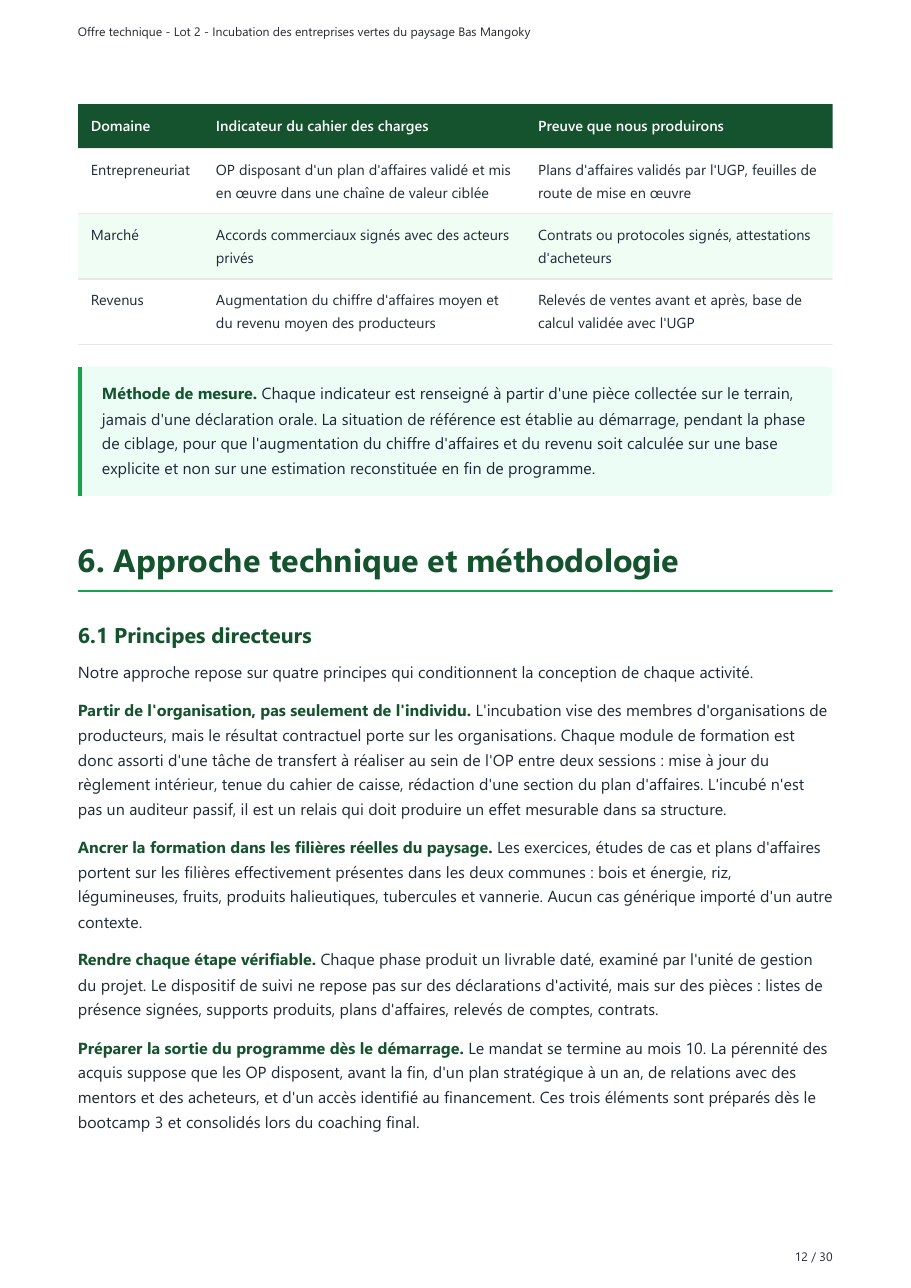 Offre technique - Lot 2 - Incubation des entreprises vertes du paysage Bas Mangoky
Domaine Indicateur du cahier des charges Preuve que nous produirons
Entrepreneuriat OP disposant d'un plan d'affaires validé et mis Plans d'affaires validés par l'UGP, feuilles de
en œuvre dans une chaîne de valeur ciblée route de mise en œuvre
Marché Accords commerciaux signés avec des acteurs Contrats ou protocoles signés, attestations
privés d'acheteurs
Revenus Augmentation du chiffre d'affaires moyen et Relevés de ventes avant et après, base de
du revenu moyen des producteurs calcul validée avec l'UGP
Méthode de mesure. Chaque indicateur est renseigné à partir d'une pièce collectée sur le terrain,
jamais d'une déclaration orale. La situation de référence est établie au démarrage, pendant la phase
de ciblage, pour que l'augmentation du chiffre d'affaires et du revenu soit calculée sur une base
explicite et non sur une estimation reconstituée en fin de programme.
6. Approche technique et méthodologie
6.1 Principes directeurs
Notre approche repose sur quatre principes qui conditionnent la conception de chaque activité.
Partir de l'organisation, pas seulement de l'individu. L'incubation vise des membres d'organisations de
producteurs, mais le résultat contractuel porte sur les organisations. Chaque module de formation est
donc assorti d'une tâche de transfert à réaliser au sein de l'OP entre deux sessions : mise à jour du
règlement intérieur, tenue du cahier de caisse, rédaction d'une section du plan d'affaires. L'incubé n'est
pas un auditeur passif, il est un relais qui doit produire un effet mesurable dans sa structure.
Ancrer la formation dans les filières réelles du paysage. Les exercices, études de cas et plans d'affaires
portent sur les filières effectivement présentes dans les deux communes : bois et énergie, riz,
légumineuses, fruits, produits halieutiques, tubercules et vannerie. Aucun cas générique importé d'un autre
contexte.
Rendre chaque étape vérifiable. Chaque phase produit un livrable daté, examiné par l'unité de gestion
du projet. Le dispositif de suivi ne repose pas sur des déclarations d'activité, mais sur des pièces : listes de
présence signées, supports produits, plans d'affaires, relevés de comptes, contrats.
Préparer la sortie du programme dès le démarrage. Le mandat se termine au mois 10. La pérennité des
acquis suppose que les OP disposent, avant la fin, d'un plan stratégique à un an, de relations avec des
mentors et des acheteurs, et d'un accès identifié au financement. Ces trois éléments sont préparés dès le
bootcamp 3 et consolidés lors du coaching final.
12 / 30